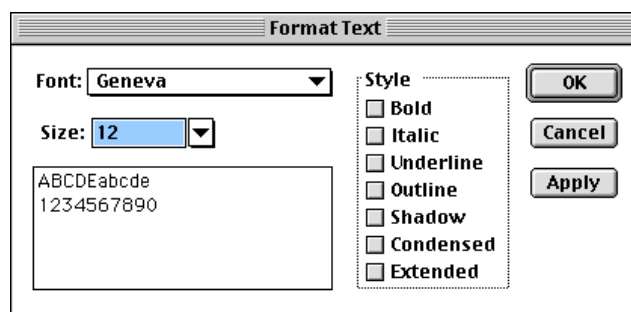 Format Text
Font: Geneva
Size: 12
ABCDEabcde
1234567890
Style
Bold
Italic
Underline
Outline
Shadow
Condensed
Extended
OK
Cancel
Apply